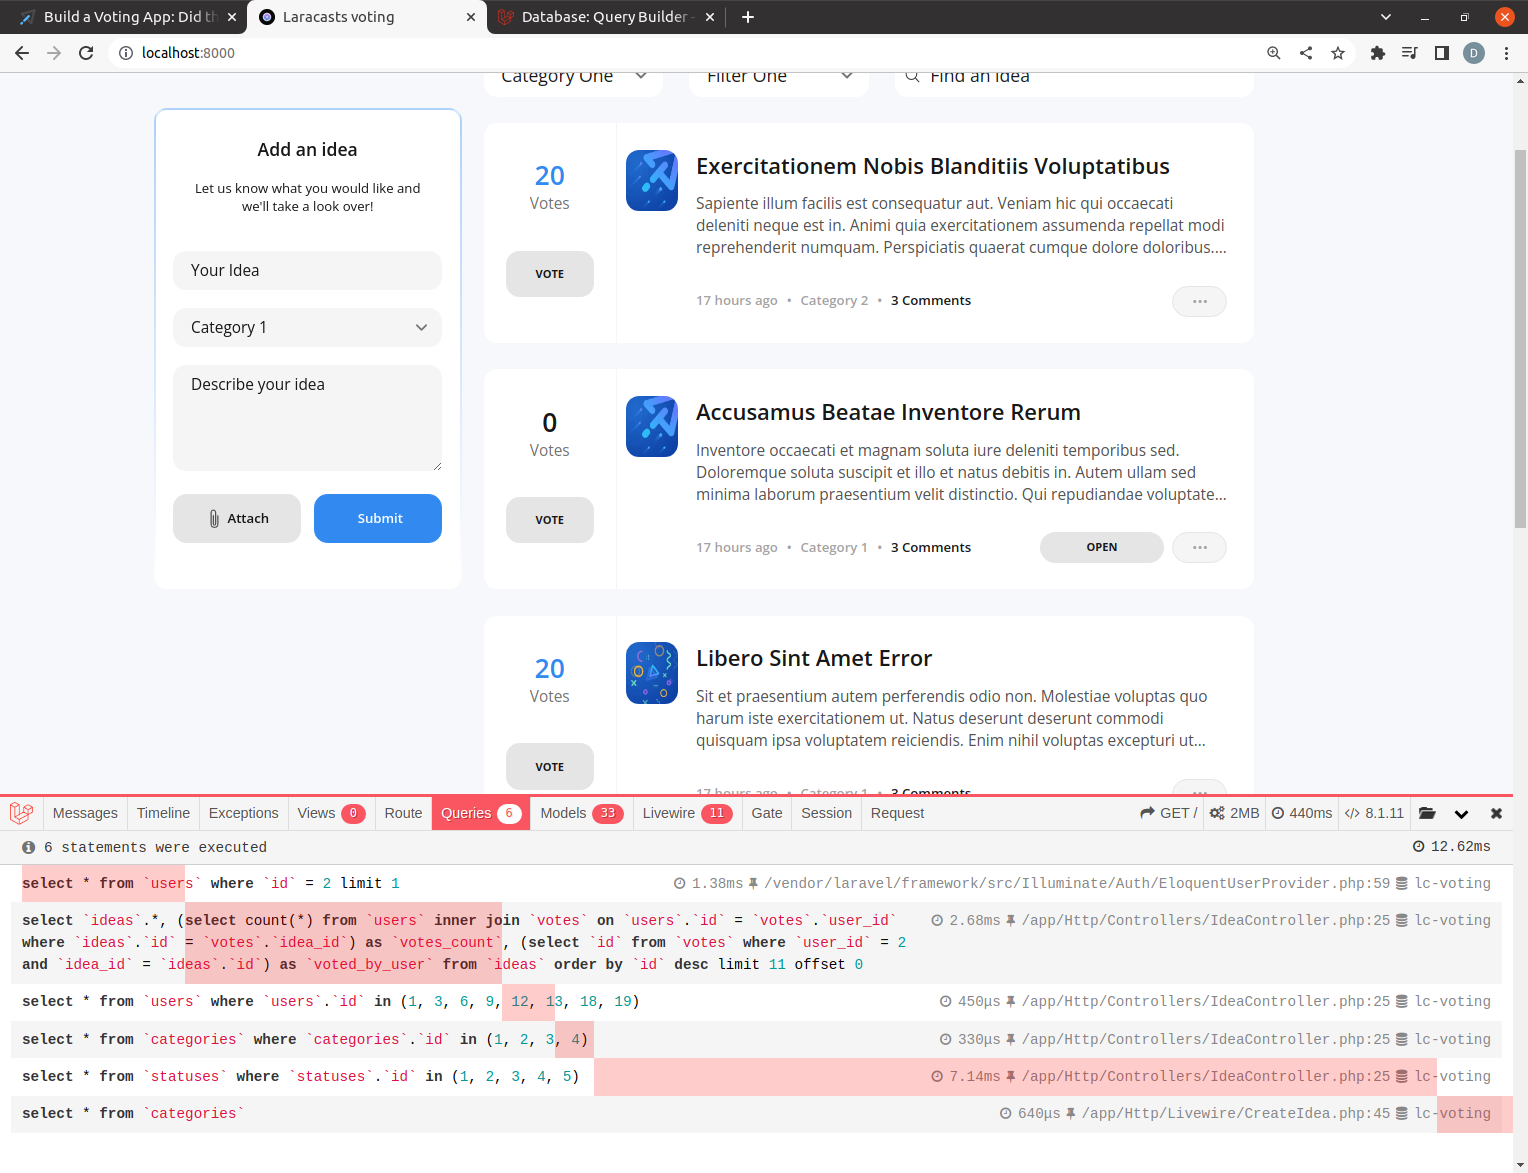 Build a Voting App: Did th
Laracasts voting
Database: Query Builder -
localhost:8000
D
Category One
Filter One
Find an idea
Add an idea
Let us know what you would like and
we'll take a look over!
Your Idea
Category 1
Describe your idea
Attach
Submit
20
Votes
VOTE
Exercitationem Nobis Blanditiis Voluptatibus
Sapiente illum facilis est consequatur aut. Veniam hic qui occaecati
deleniti neque est in. Animi quia exercitationem assumenda repellat modi
reprehenderit numquam. Perspiciatis quaerat cumque dolore doloribus....
17 hours ago • Category 2 • 3 Comments
0
Votes
VOTE
Accusamus Beatae Inventore Rerum
Inventore occaecati et magnam soluta iure deleniti temporibus sed.
Doloremque soluta suscipit et illo et natus debitis in. Autem ullam sed
minima laborum praesentium velit distinctio. Qui repudiandae voluptate...
17 hours ago • Category 1 • 3 Comments
OPEN
20
Votes
VOTE
Libero Sint Amet Error
Sit et praesentium autem perferendis odio non. Molestiae voluptas quo
harum iste exercitationem ut. Natus deserunt deserunt commodi
quisquam ipsa voluptatem reiciendis. Enim nihil voluptas excepturi ut...
17 hours ago • Category 1 • 3 Comments
Messages Timeline Exceptions Views 0 Route Queries 6 Models 33 Livewire 11 Gate Session Request GET / 2MB 440ms </> 8.1.11
6 statements were executed 12.62ms
select * from `users` where `id` = 2 limit 1 1.38ms /vendor/laravel/framework/src/Illuminate/Auth/EloquentUserProvider.php:59 lc-voting
select `ideas`.*, (select count(*) from `users` inner join `votes` on `users`.`id` = `votes`.`user_id` 2.68ms /app/Http/Controllers/IdeaController.php:25 lc-voting
where `ideas`.`id` = `votes`.`idea_id`) as `votes_count`, (select `id` from `votes` where `user_id` = 2
and `idea_id` = `ideas`.`id`) as `voted_by_user` from `ideas` order by `id` desc limit 11 offset 0
select * from `users` where `users`.`id` in (1, 3, 6, 9, 12, 13, 18, 19) 450μs /app/Http/Controllers/IdeaController.php:25 lc-voting
select * from `categories` where `categories`.`id` in (1, 2, 3, 4) 330μs /app/Http/Controllers/IdeaController.php:25 lc-voting
select * from `statuses` where `statuses`.`id` in (1, 2, 3, 4, 5) 7.14ms /app/Http/Controllers/IdeaController.php:25 lc-voting
select * from `categories` 640μs /app/Http/Livewire/CreateIdea.php:45 lc-voting